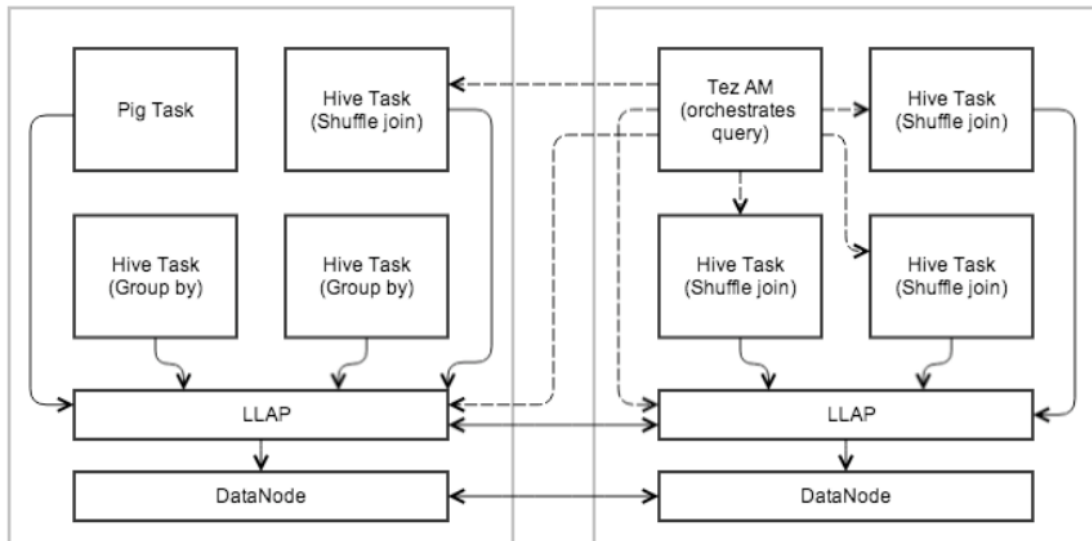 Pig Task
Hive Task
(Shuffle join)
Tez AM
(orchestrates
query)
Hive Task
(Shuffle join)
Hive Task
(Group by)
Hive Task
(Group by)
Hive Task
(Shuffle join)
Hive Task
(Shuffle join)
LLAP
LLAP
DataNode
DataNode